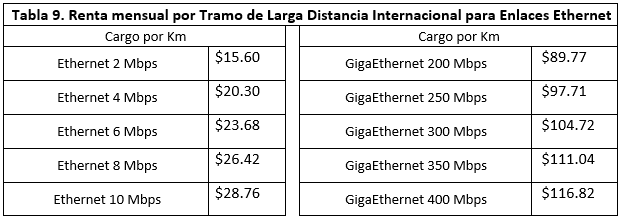 Tabla 9. Renta mensual por Tramo de Larga Distancia Internacional para Enlaces Ethernet
Cargo por Km
Ethernet 2 Mbps $15.60
Ethernet 4 Mbps $20.30
Ethernet 6 Mbps $23.68
Ethernet 8 Mbps $26.42
Ethernet 10 Mbps $28.76
Cargo por Km
GigaEthernet 200 Mbps $89.77
GigaEthernet 250 Mbps $97.71
GigaEthernet 300 Mbps $104.72
GigaEthernet 350 Mbps $111.04
GigaEthernet 400 Mbps $116.82